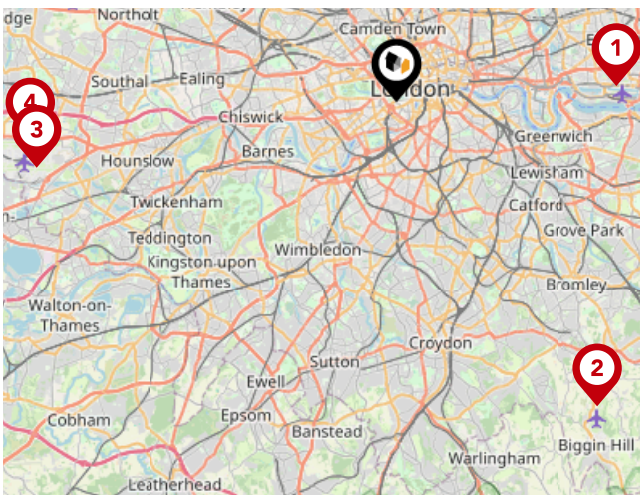 dge
Northolt
Camden Town
1
Southal
Ealing
London
4
Chiswick
3
Greenwich
Hounslow
Barnes
Lewisham
Twickenham
Catford
Grove Park
Teddington
Wimbledon
Kingston upon
Thames
Bromley
Walton-on-
Thames
Croydon
Sutton
2
Ewell
Epsom
Cobham
Banstead
Biggin Hill
Warlingham
Leatherhead